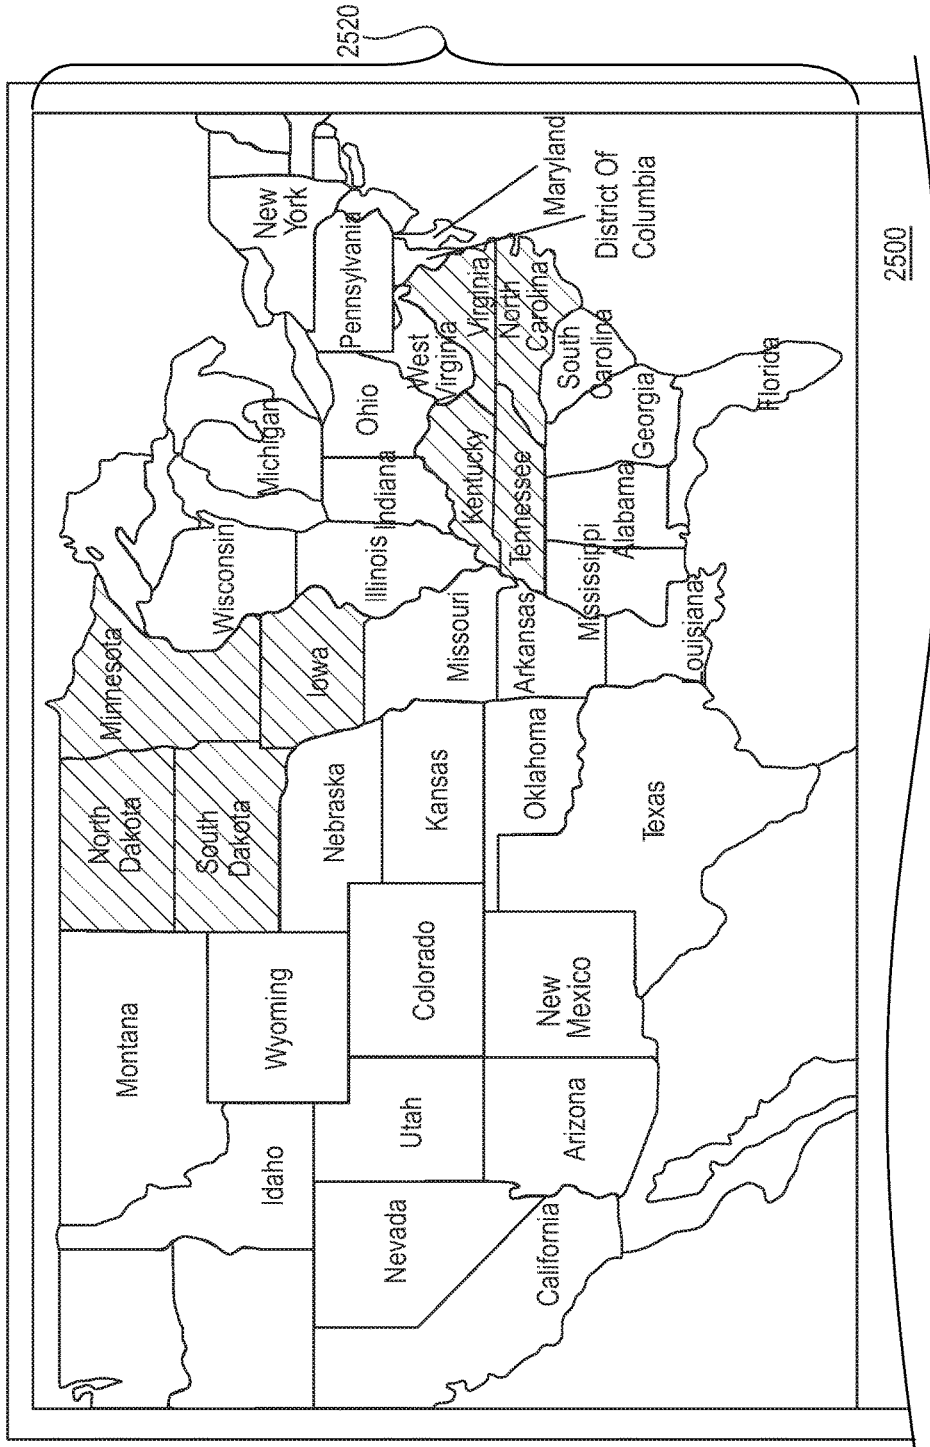 2520
Montana
North
Dakota
Minnesota
Idaho
Wyoming
South
Dakota
Wisconsin
Michigan
New
York
Nevada
Utah
Colorado
Nebraska
Iowa
Illinois
Indiana
Ohio
Pennsylvania
California
Arizona
New
Mexico
Kansas
Oklahoma
Texas
Missouri
Arkansas
Kentucky
Tennessee
West
Virginia
Virginia
North
Carolina
South
Carolina
Mississippi
Alabama
Georgia
ouisiana
Florida
Maryland
District Of
Columbia
2500